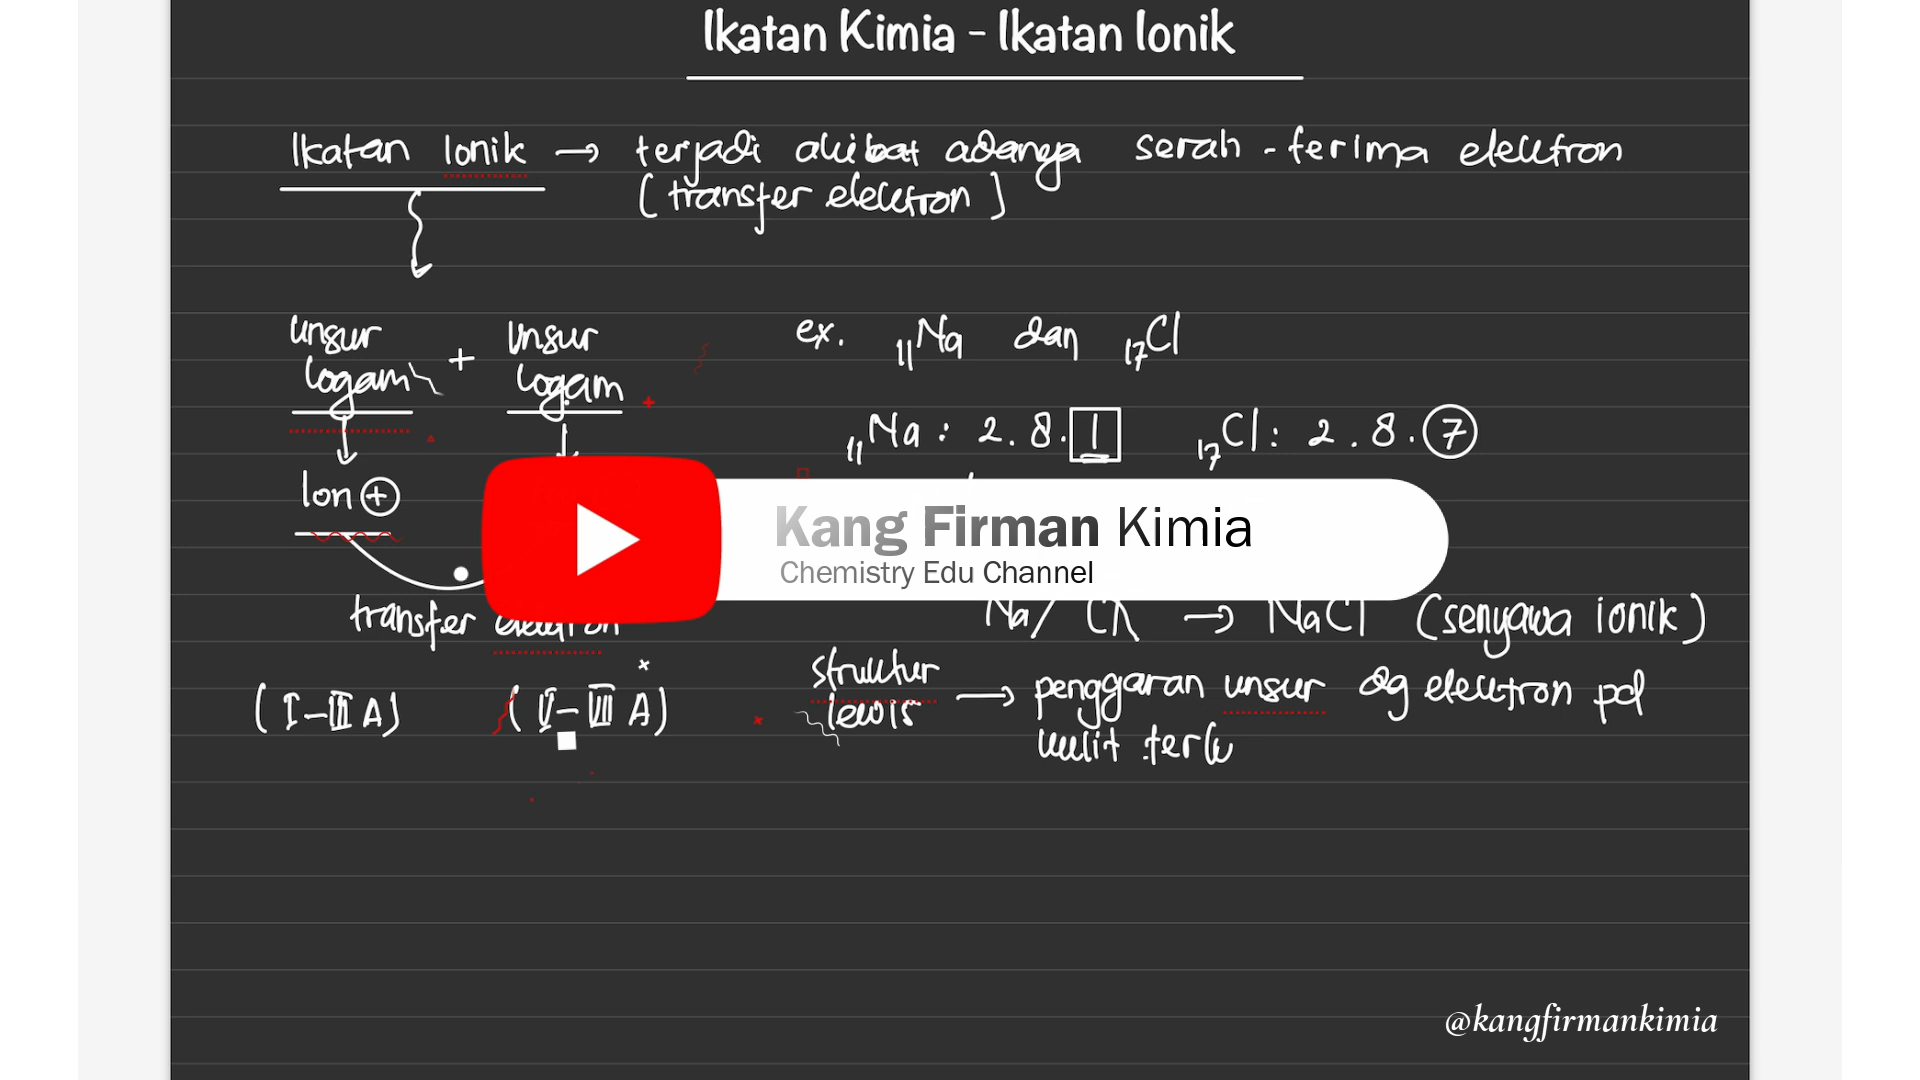 Ikatan Kimia - Ikatan Ionik
Ikatan Ionik → terjadi akibat adanya serah - terima elektron
(transfer elektron)
unsur logam + unsur logam
ex. ₁₁Na dan ₁₇Cl
₁₁Na : 2 . 8 . 1 ₁₇Cl : 2 . 8 . 7
Ion +
Kang Firman Kimia
Chemistry Edu Channel
transfer elektron
→ NaCl (senyawa ionik)
(I-III A) (V-VII A)
struktur lewis → penggaran unsur dg elektron pd
kulit terlu
@kangfirmankimia